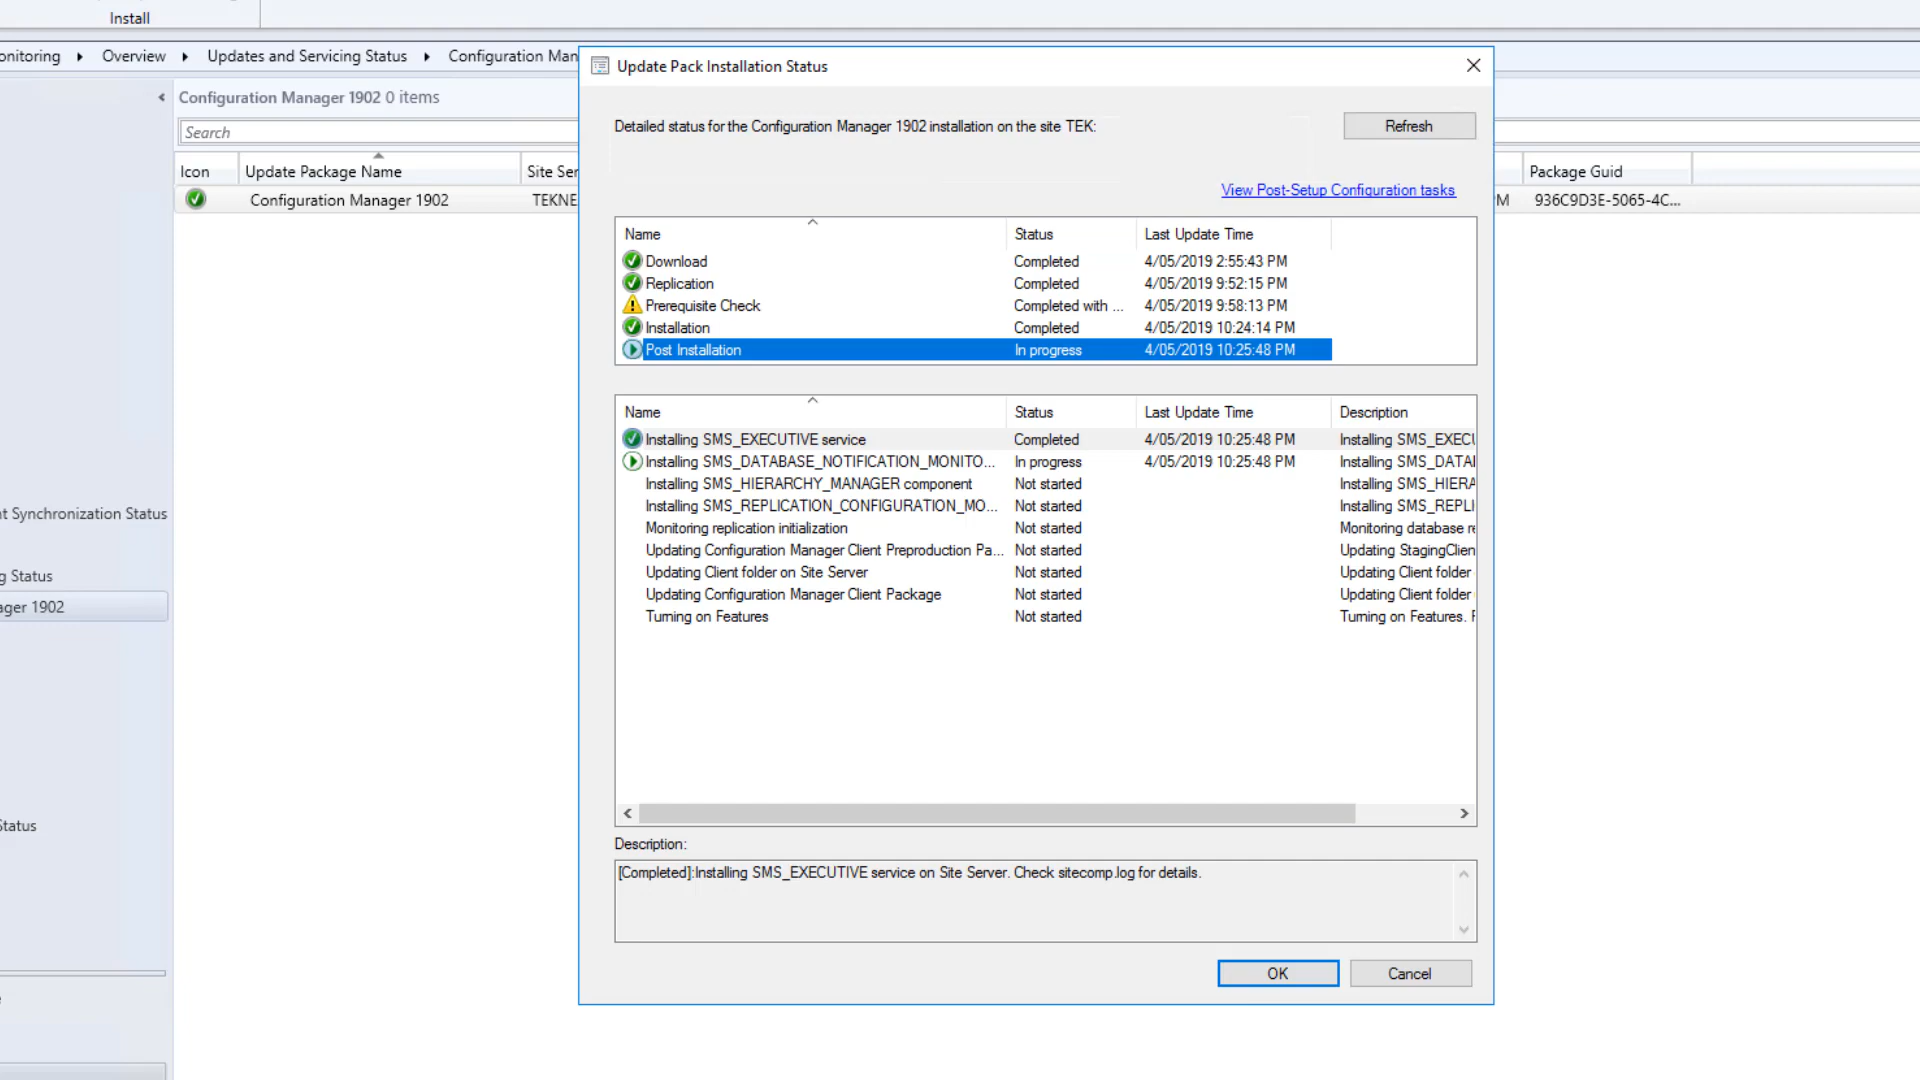 Install
onitoring ▸ Overview ▸ Updates and Servicing Status ▸ Configuration Man
Configuration Manager 1902 0 items
Search
Icon Update Package Name Site Ser Package Guid
Configuration Manager 1902 TEKNE M 936C9D3E-5065-4C...
t Synchronization Status
g Status
ager 1902
Status
Update Pack Installation Status
Detailed status for the Configuration Manager 1902 installation on the site TEK:
Refresh
View Post-Setup Configuration tasks
Name Status Last Update Time
Download Completed 4/05/2019 2:55:43 PM
Replication Completed 4/05/2019 9:52:15 PM
Prerequisite Check Completed with ... 4/05/2019 9:58:13 PM
Installation Completed 4/05/2019 10:24:14 PM
Post Installation In progress 4/05/2019 10:25:48 PM
Name Status Last Update Time Description
Installing SMS_EXECUTIVE service Completed 4/05/2019 10:25:48 PM Installing SMS_EXECU
Installing SMS_DATABASE_NOTIFICATION_MONITO... In progress 4/05/2019 10:25:48 PM Installing SMS_DATAI
Installing SMS_HIERARCHY_MANAGER component Not started Installing SMS_HIERA
Installing SMS_REPLICATION_CONFIGURATION_MO... Not started Installing SMS_REPLI
Monitoring replication initialization Not started Monitoring database re
Updating Configuration Manager Client Preproduction Pa... Not started Updating StagingClien
Updating Client folder on Site Server Not started Updating Client folder
Updating Configuration Manager Client Package Not started Updating Client folder
Turning on Features Not started Turning on Features. F
Description:
[Completed]:Installing SMS_EXECUTIVE service on Site Server. Check sitecomp.log for details.
OK Cancel